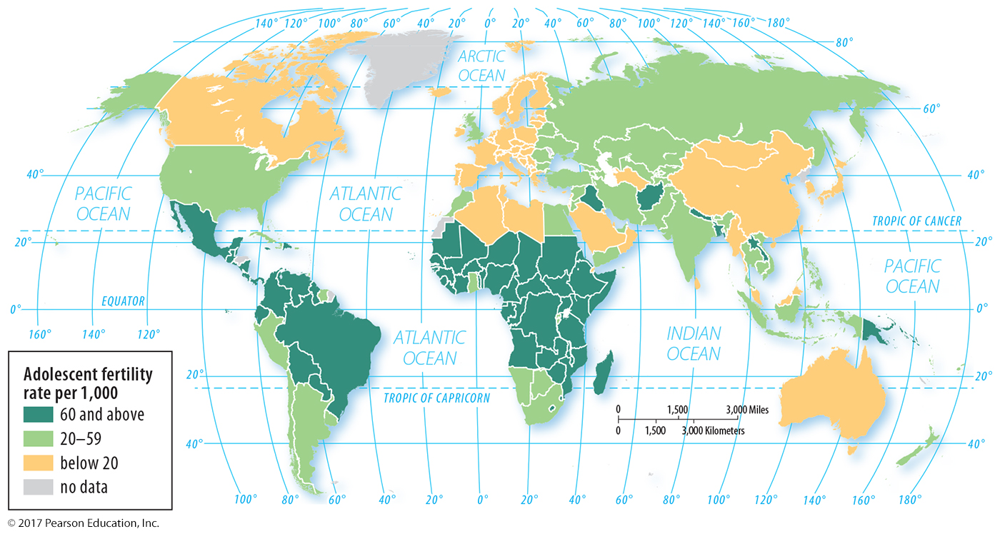 140° 120° 100° 80° 60° 40° 20° 0° 20° 40° 60° 80° 100° 120° 140° 160° 180°
80°
ARCTIC
OCEAN
60°
40°
40°
PACIFIC
OCEAN
ATLANTIC
OCEAN
TROPIC OF CANCER
20°
20°
PACIFIC
OCEAN
EQUATOR
0°
0°
160° 140° 120°
ATLANTIC
OCEAN
INDIAN
OCEAN
20°
20°
TROPIC OF CAPRICORN
0 1,500 3,000 Miles
0 1,500 3,000 Kilometers
40°
40°
100° 80° 60° 40° 20° 0° 20° 40° 60° 80° 100° 120° 140° 160° 180°
Adolescent fertility
rate per 1,000
60 and above
20–59
below 20
no data
© 2017 Pearson Education, Inc.